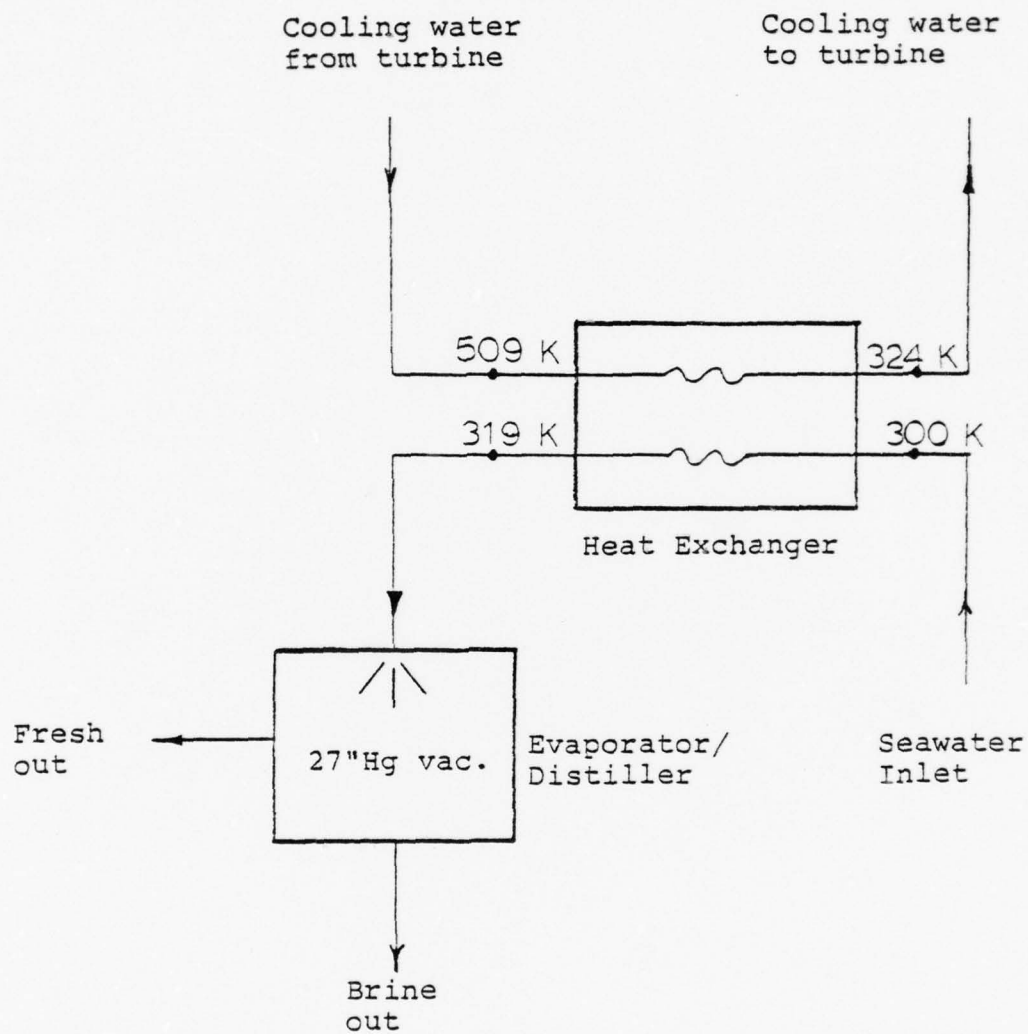 Cooling water
from turbine
Cooling water
to turbine
509 K
324 K
319 K
300 K
Heat Exchanger
Fresh
out
27"Hg vac.
Evaporator/
Distiller
Seawater
Inlet
Brine
out